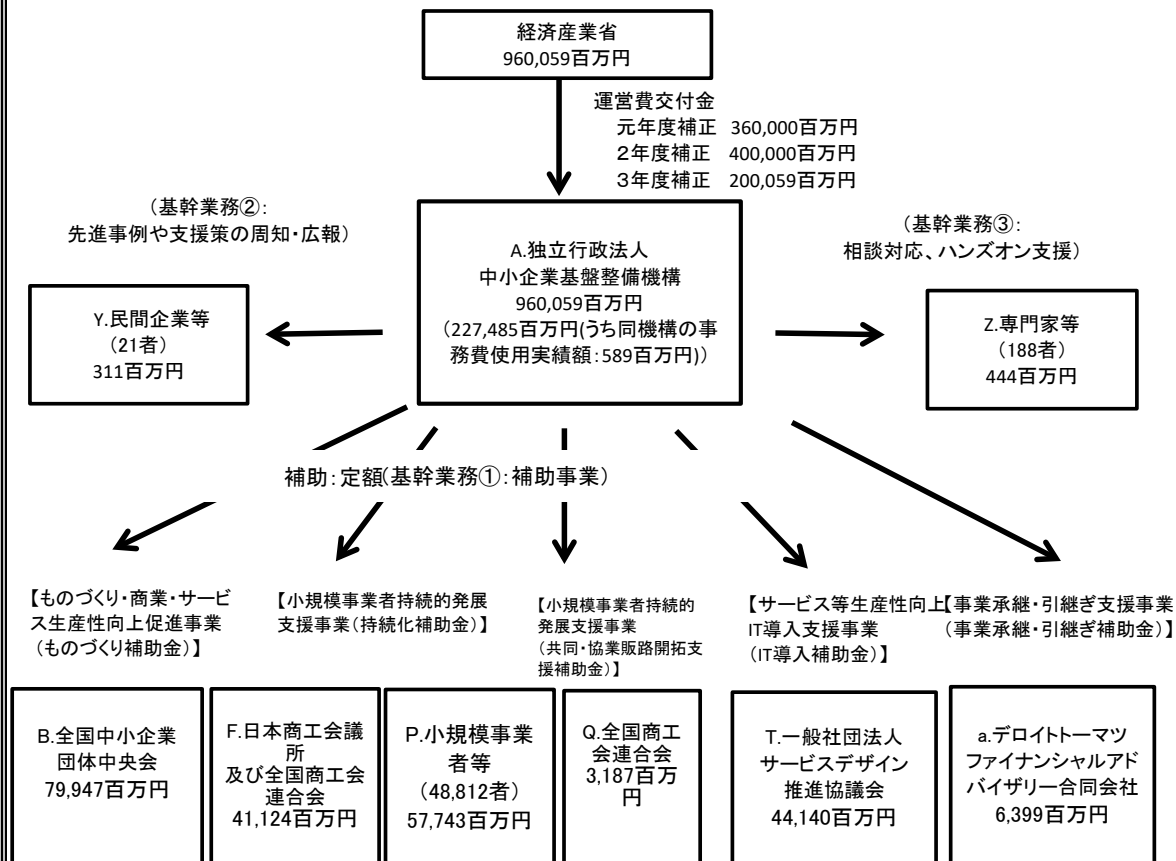 経済産業省
960,059百万円
運営費交付金
元年度補正 360,000百万円
２年度補正 400,000百万円
３年度補正 200,059百万円
（基幹業務②：
先進事例や支援策の周知・広報）
（基幹業務③：
相談対応、ハンズオン支援）
A.独立行政法人
中小企業基盤整備機構
960,059百万円
（227,485百万円(うち同機構の事
務費使用実績額：589百万円)）
Y.民間企業等
（21者）
311百万円
Z.専門家等
（188者）
444百万円
補助：定額(基幹業務①：補助事業）
【ものづくり・商業・サービ
ス生産性向上促進事業
（ものづくり補助金）】
【小規模事業者持続的発展
支援事業（持続化補助金）】
【小規模事業者持続的
発展支援事業
（共同・協業販路開拓支
援補助金）】
【サービス等生産性向上
IT導入支援事業
（IT導入補助金）】
【事業承継・引継ぎ支援事業
（事業承継・引継ぎ補助金）】
B.全国中小企業
団体中央会
79,947百万円
F.日本商工会議
所
及び全国商工会
連合会
41,124百万円
P.小規模事業
者等
（48,812者）
57,743百万円
Q.全国商工
会連合会
3,187百万
円
T.一般社団法人
サービスデザイン
推進協議会
44,140百万円
a.デロイトトーマツ
ファイナンシャルアド
バイザリー合同会社
6,399百万円